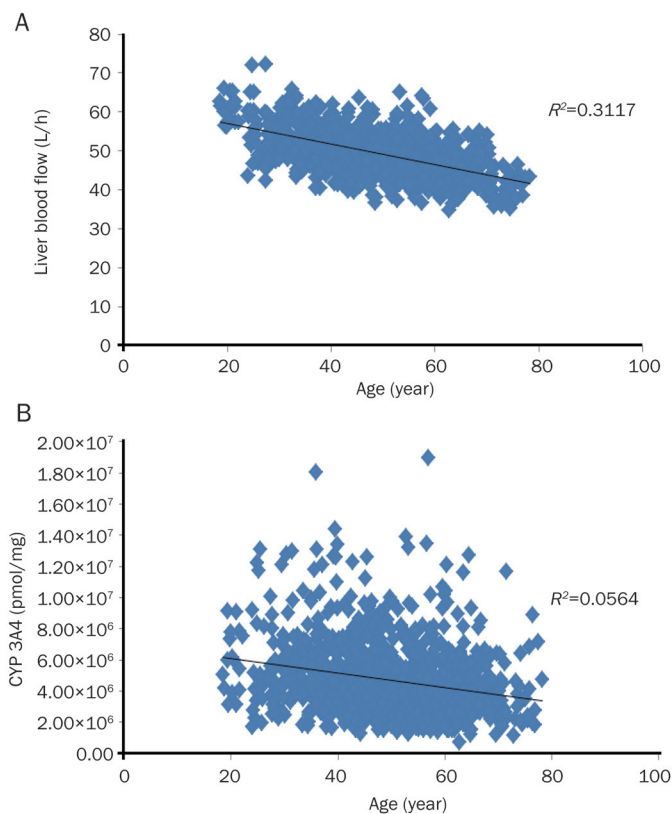 A
80
70
60
50
40
30
20
10
0
Liver blood flow (L/h)
R²=0.3117
0 20 40 60 80 100
Age (year)
B
2.00×10⁷
1.80×10⁷
1.60×10⁷
1.40×10⁷
1.20×10⁷
1.00×10⁷
8.00×10⁶
6.00×10⁶
4.00×10⁶
2.00×10⁶
0.00
CYP 3A4 (pmol/mg)
R²=0.0564
0 20 40 60 80 100
Age (year)